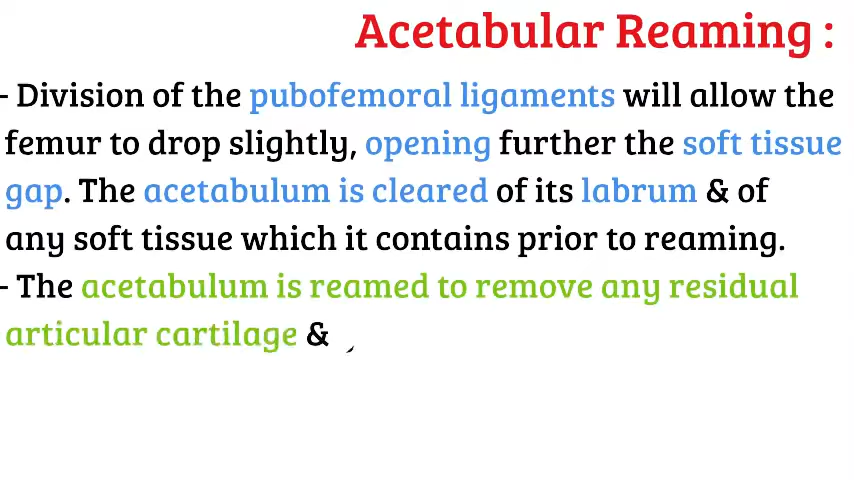 Acetabular Reaming :
- Division of the pubofemoral ligaments will allow the
femur to drop slightly, opening further the soft tissue
gap. The acetabulum is cleared of its labrum & of
any soft tissue which it contains prior to reaming.
- The acetabulum is reamed to remove any residual
articular cartilage &